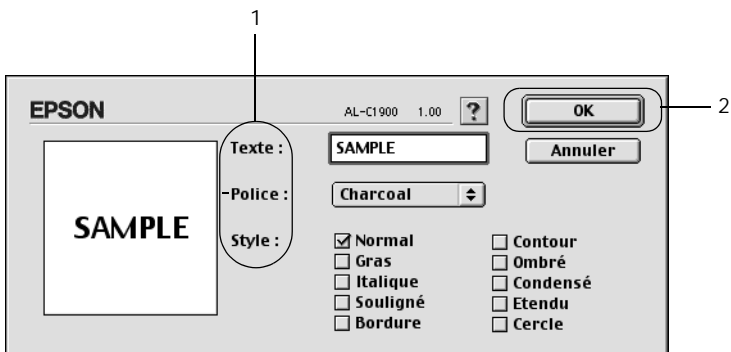 1
EPSON AL-C1900 1.00 ? OK 2
Texte : SAMPLE Annuler
Police : Charcoal
SAMPLE
Style : Normal Contour
Gras Ombré
Italique Condensé
Souligné Etendu
Bordure Cercle